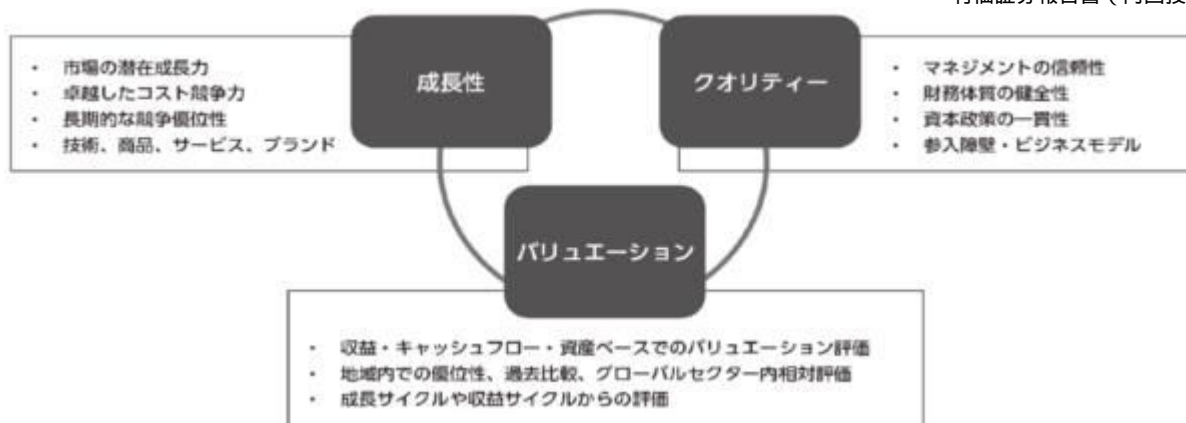 成長性
・ 市場の潜在成長力
・ 卓越したコスト競争力
・ 長期的な競争優位性
・ 技術、商品、サービス、ブランド
クオリティー
・ マネジメントの信頼性
・ 財務体質の健全性
・ 資本政策の一貫性
・ 参入障壁・ビジネスモデル
バリュエーション
・ 収益・キャッシュフロー・資産ベースでのバリュエーション評価
・ 地域内での優位性、過去比較、グローバルセクター内相対評価
・ 成長サイクルや収益サイクルからの評価